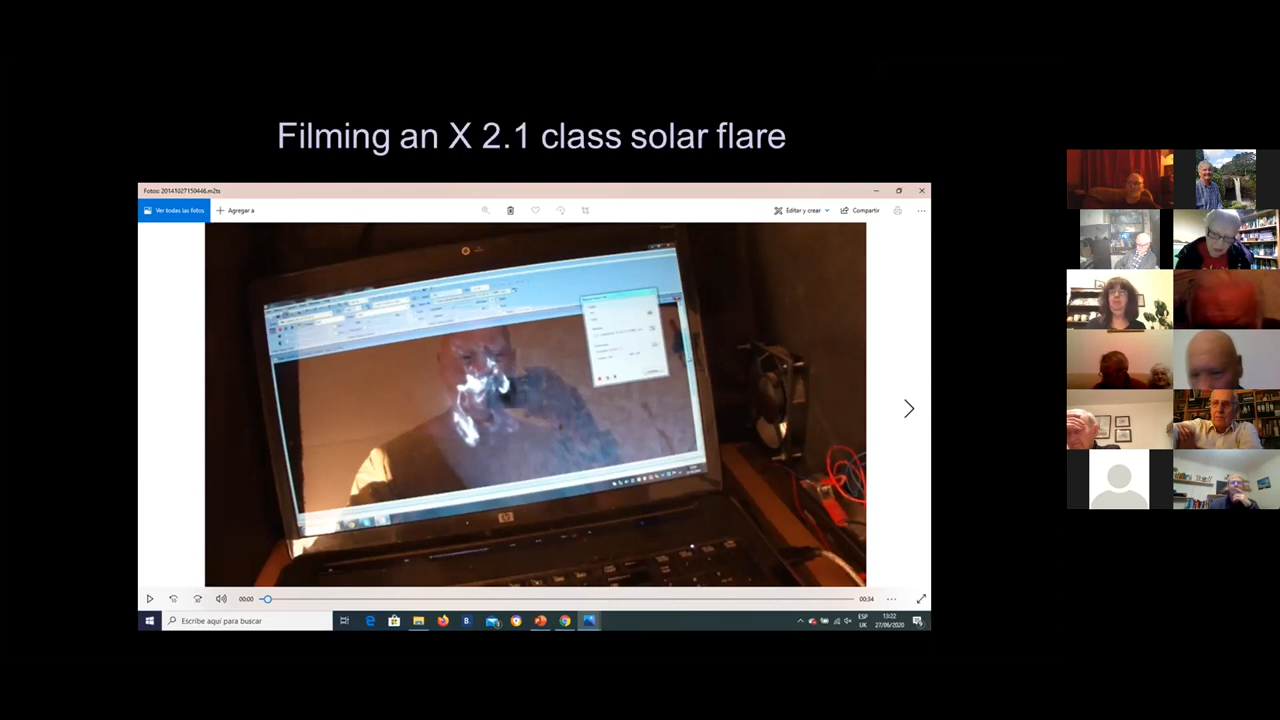 Filming an X 2.1 class solar flare
Fotos: 20141027150446.m2ts
Ver todas las fotos
Agregar a
Editar y crear
Compartir
hp
00:00
00:34
Escribe aquí para buscar
ESP
UK
13:22
27/06/2020